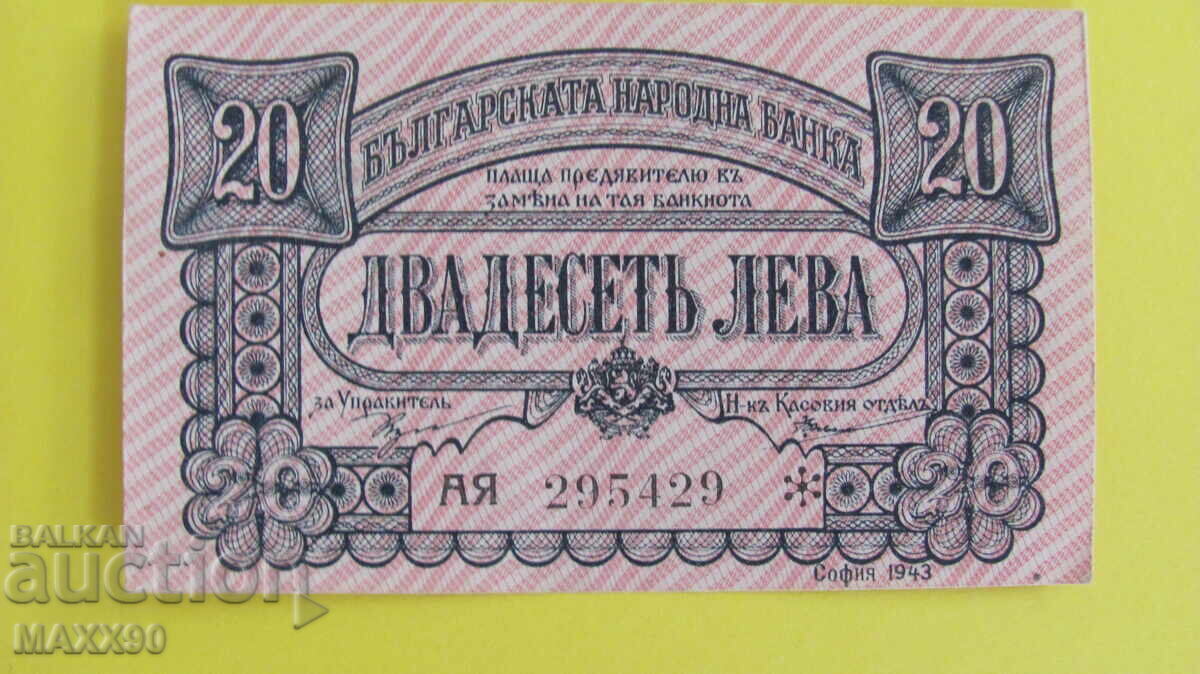 20 20
БЪЛГАРСКАТА НАРОДНА БАНКА
ПЛАЩА ПРЕДЯВИТЕЛЮ ВЪ
ЗАМѢНА НА ТАЯ БАНКНОТА
ДВАДЕСЕТЬ ЛЕВА
ЗА УПРАВИТЕЛЬ Н-КЪ КАСОВИЯ ОТДѢЛЪ
20 20
АЯ 295429 *
СОФИЯ 1943
BALKAN
auction
MAXX90